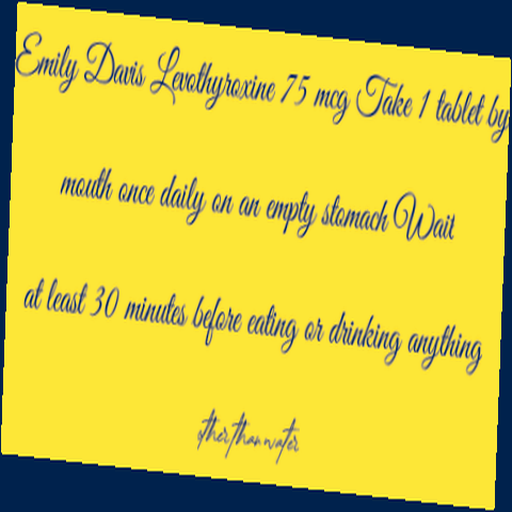 Emily Davis Levothyroxine 75 mcg Take 1 tablet by
mouth once daily on an empty stomach Wait
at least 30 minutes before eating or drinking anything
other than water